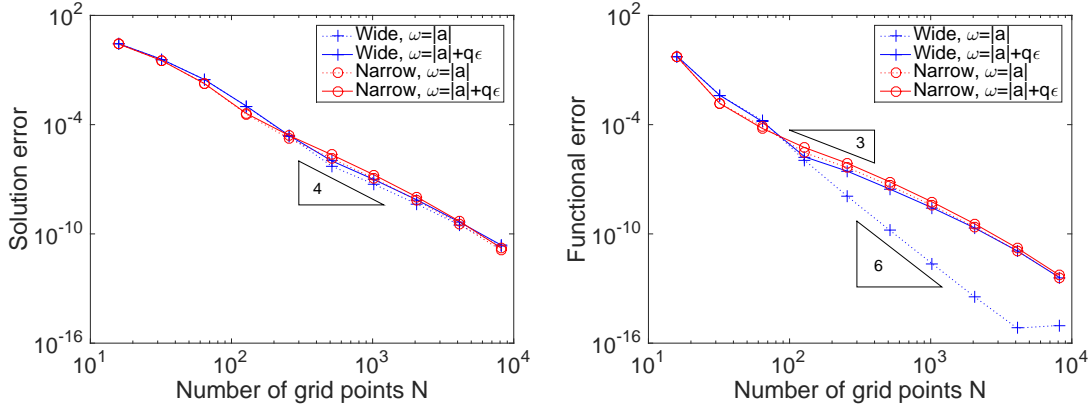 Solution error
10^2
10^-4
10^-10
10^-16
10^1
10^2
10^3
10^4
Number of grid points N
Wide, ω=|a|
Wide, ω=|a|+qϵ
Narrow, ω=|a|
Narrow, ω=|a|+qϵ
4
Functional error
10^2
10^-4
10^-10
10^-16
10^1
10^2
10^3
10^4
Number of grid points N
Wide, ω=|a|
Wide, ω=|a|+qϵ
Narrow, ω=|a|
Narrow, ω=|a|+qϵ
3
6